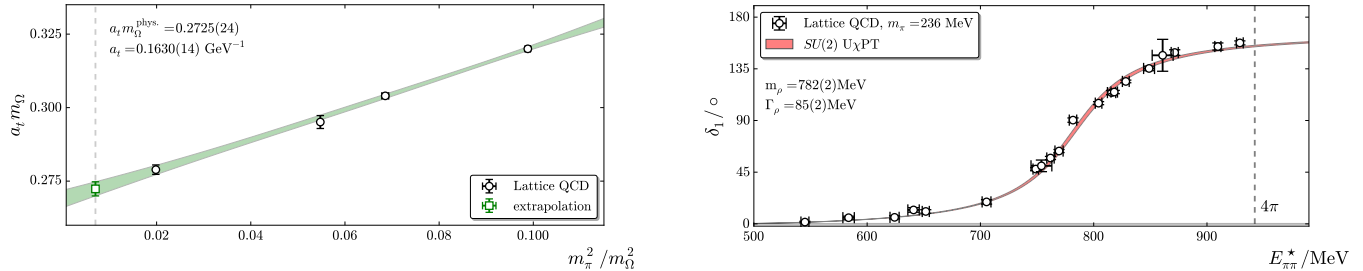 a_t m_Ω^phys. =0.2725(24)
a_t =0.1630(14) GeV^−1
a_t m_Ω
0.325
0.300
0.275
Lattice QCD
extrapolation
0.02 0.04 0.06 0.08 0.10
m_π^2 /m_Ω^2
Lattice QCD, m_π =236 MeV
SU(2) UχPT
m_ρ =782(2)MeV
Γ_ρ =85(2)MeV
δ_1/∘
180
135
90
45
0
4π
500 600 700 800 900
E_ππ^⋆/MeV